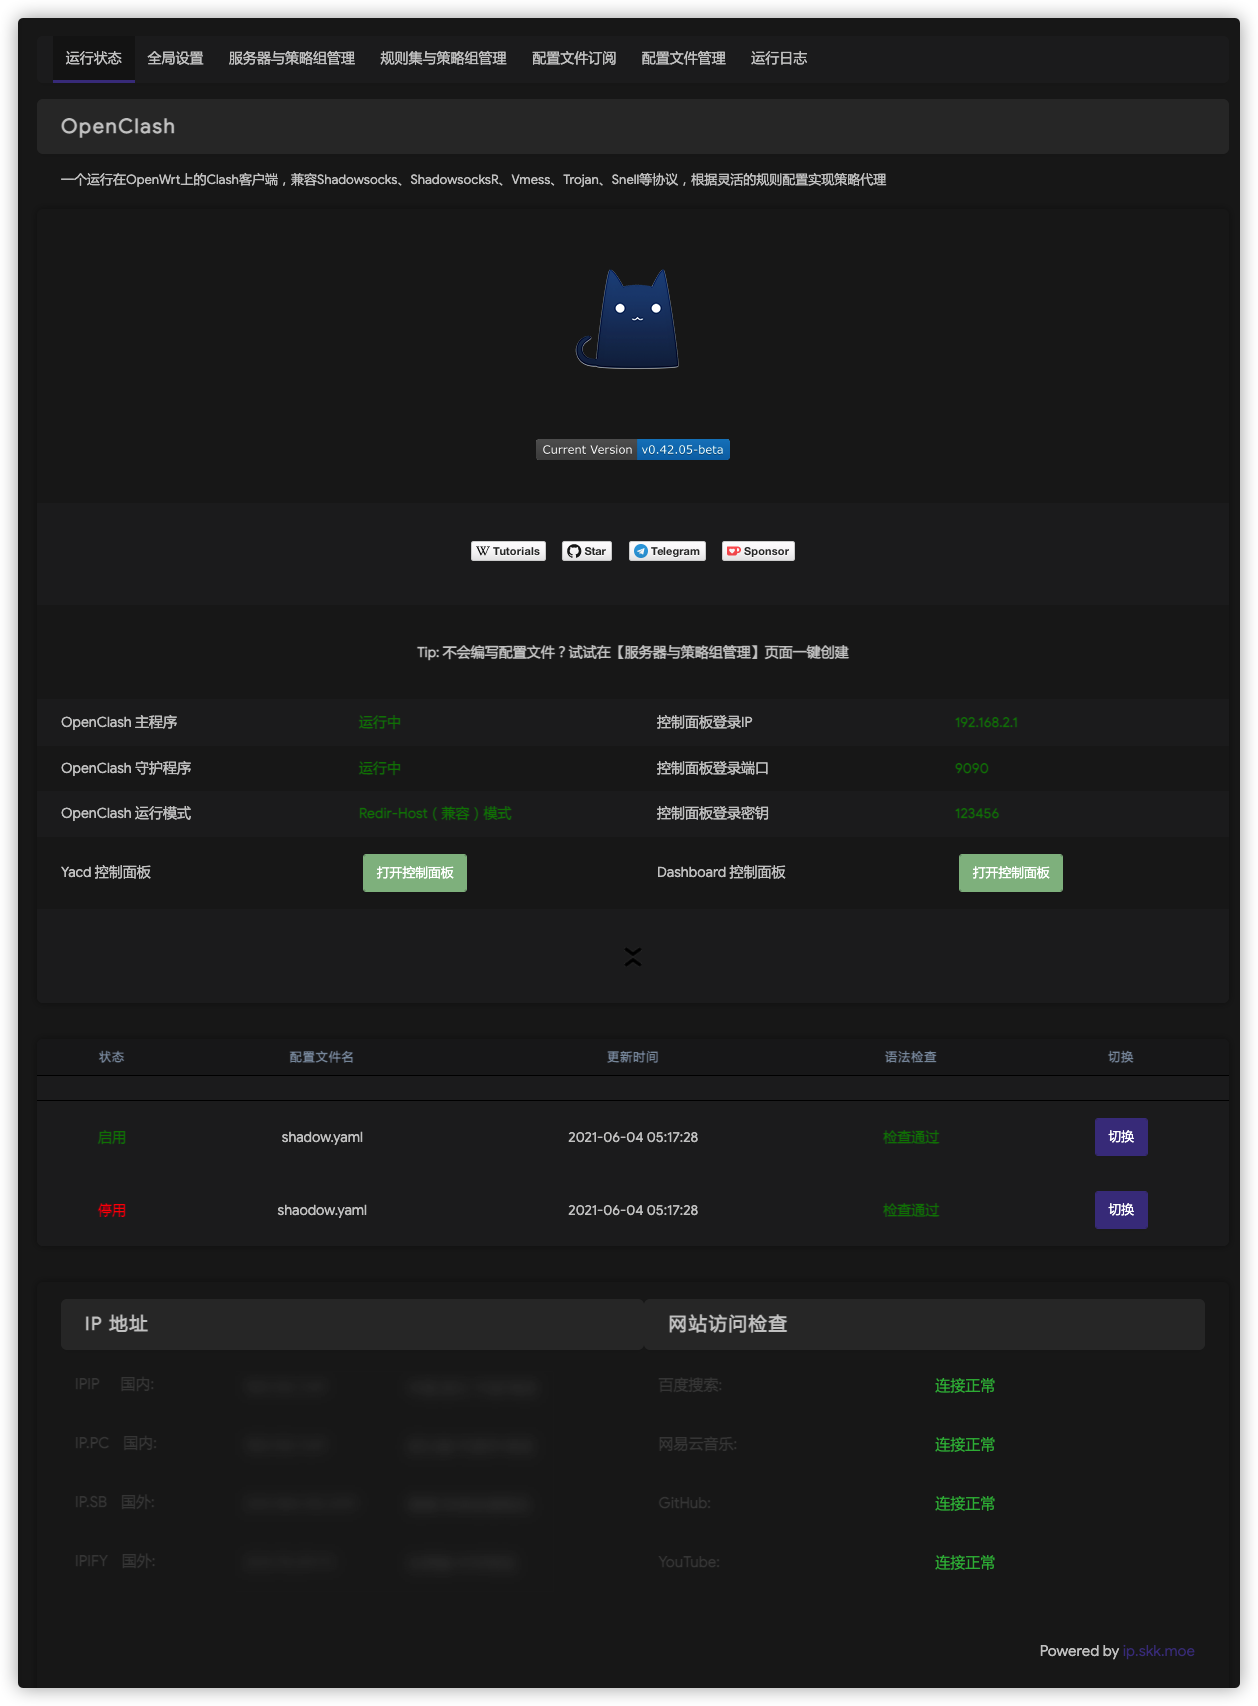 运行状态 全局设置 服务器与策略组管理 规则集与策略组管理 配置文件订阅 配置文件管理 运行日志
OpenClash
一个运行在OpenWrt上的Clash客户端，兼容Shadowsocks、ShadowsocksR、Vmess、Trojan、Snell等协议，根据灵活的规则配置实现策略代理
Current Version v0.42.05-beta
W Tutorials Star Telegram Sponsor
Tip: 不会编写配置文件？试试在【服务器与策略组管理】页面一键创建
OpenClash 主程序 运行中 控制面板登录IP 192.168.2.1
OpenClash 守护程序 运行中 控制面板登录端口 9090
OpenClash 运行模式 Redir-Host（兼容）模式 控制面板登录密钥 123456
Yacd 控制面板 打开控制面板 Dashboard 控制面板 打开控制面板
状态 配置文件名 更新时间 语法检查 切换
启用 shadow.yaml 2021-06-04 05:17:28 检查通过 切换
停用 shaodow.yaml 2021-06-04 05:17:28 检查通过 切换
IP 地址 网站访问检查
IPIP 国内: 百度搜索: 连接正常
IP.PC 国内: 网易云音乐: 连接正常
IP.SB 国外: GitHub: 连接正常
IPIFY 国外: YouTube: 连接正常
Powered by ip.skk.moe